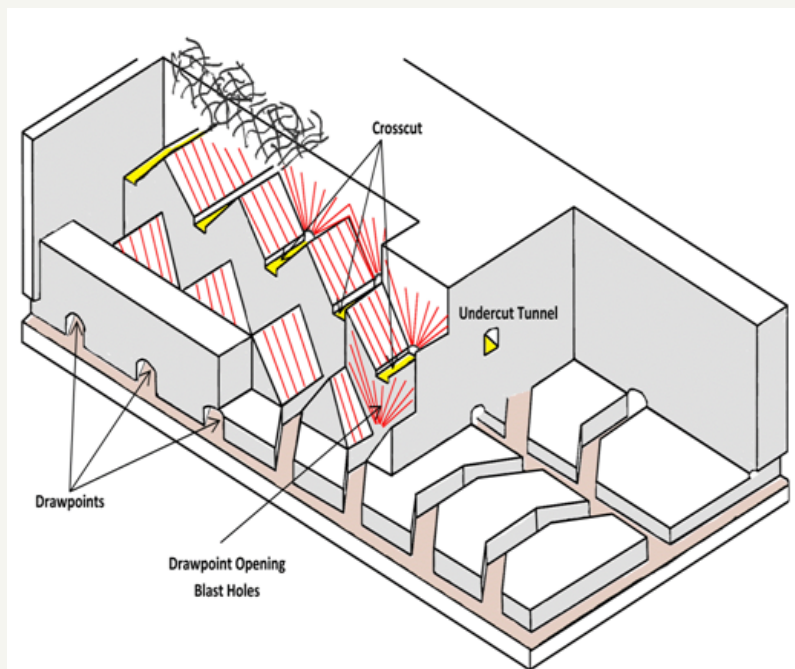 Crosscut
Undercut Tunnel
Drawpoints
Drawpoint Opening
Blast Holes